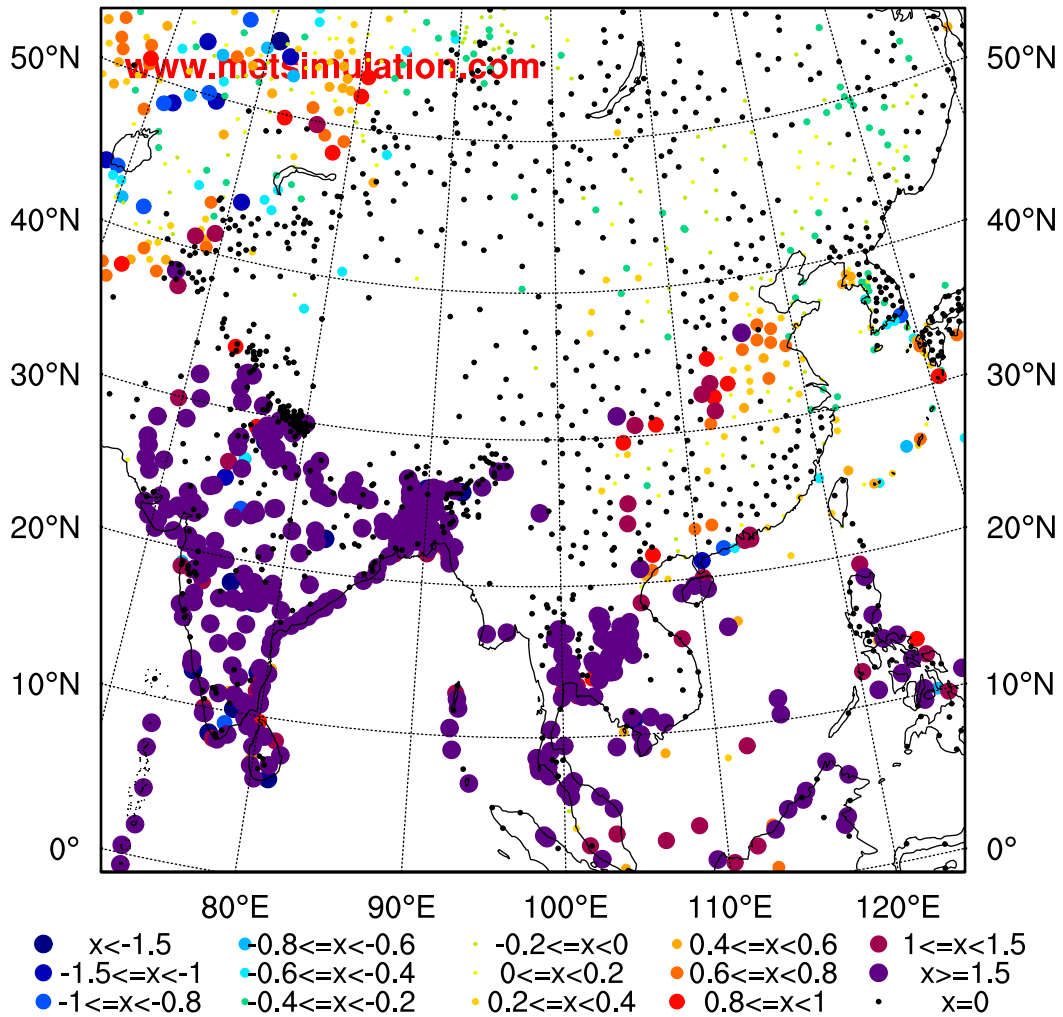 50°N 50°N
www.metsimulation.com
40°N 40°N
30°N 30°N
20°N 20°N
10°N 10°N
0° 0°
80°E 90°E 100°E 110°E 120°E
x<-1.5 -0.8<=x<-0.6 -0.2<=x<0 0.4<=x<0.6 1<=x<1.5
-1.5<=x<-1 -0.6<=x<-0.4 0<=x<0.2 0.6<=x<0.8 x>=1.5
-1<=x<-0.8 -0.4<=x<-0.2 0.2<=x<0.4 0.8<=x<1 x=0